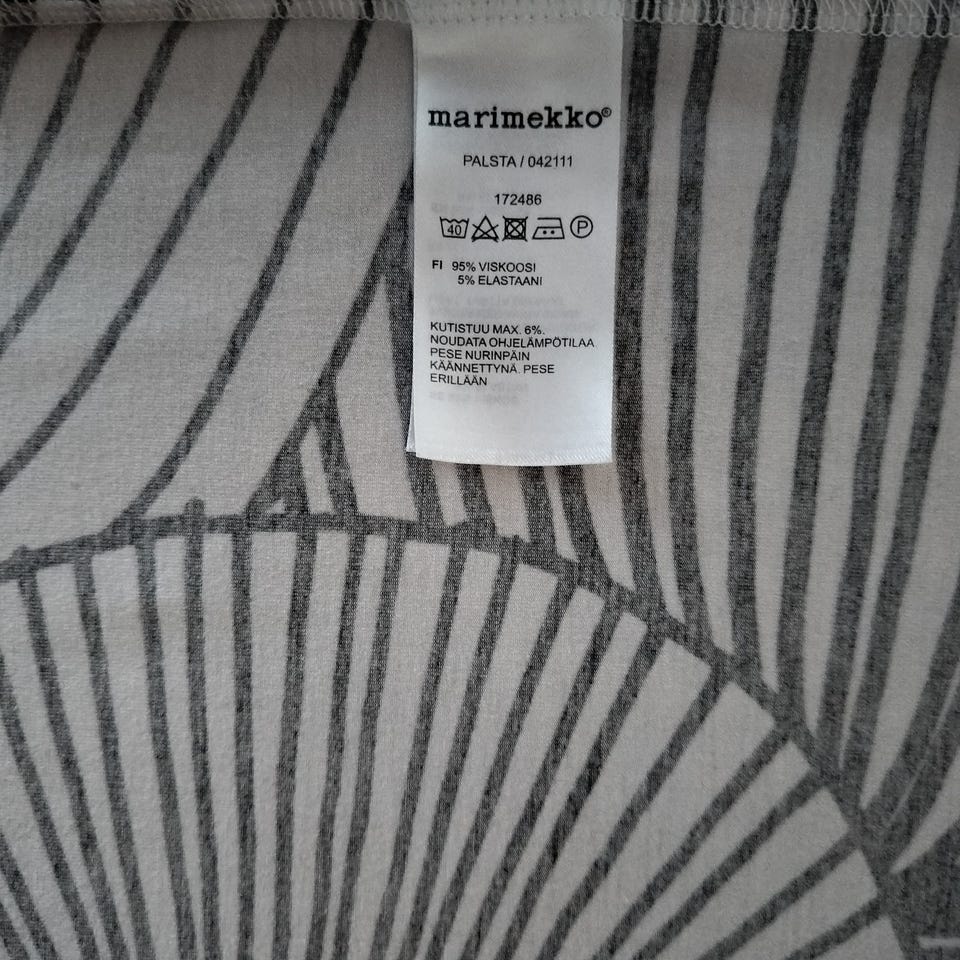 marimekko®
PALSTA / 042111
172486
40 P
FI 95% VISKOOSI
5% ELASTAANI
KUTISTUU MAX. 6%.
NOUDATA OHJELÄMPÖTILAA
PESE NURINPÄIN
KÄÄNNETTYNÄ. PESE
ERILLÄÄN